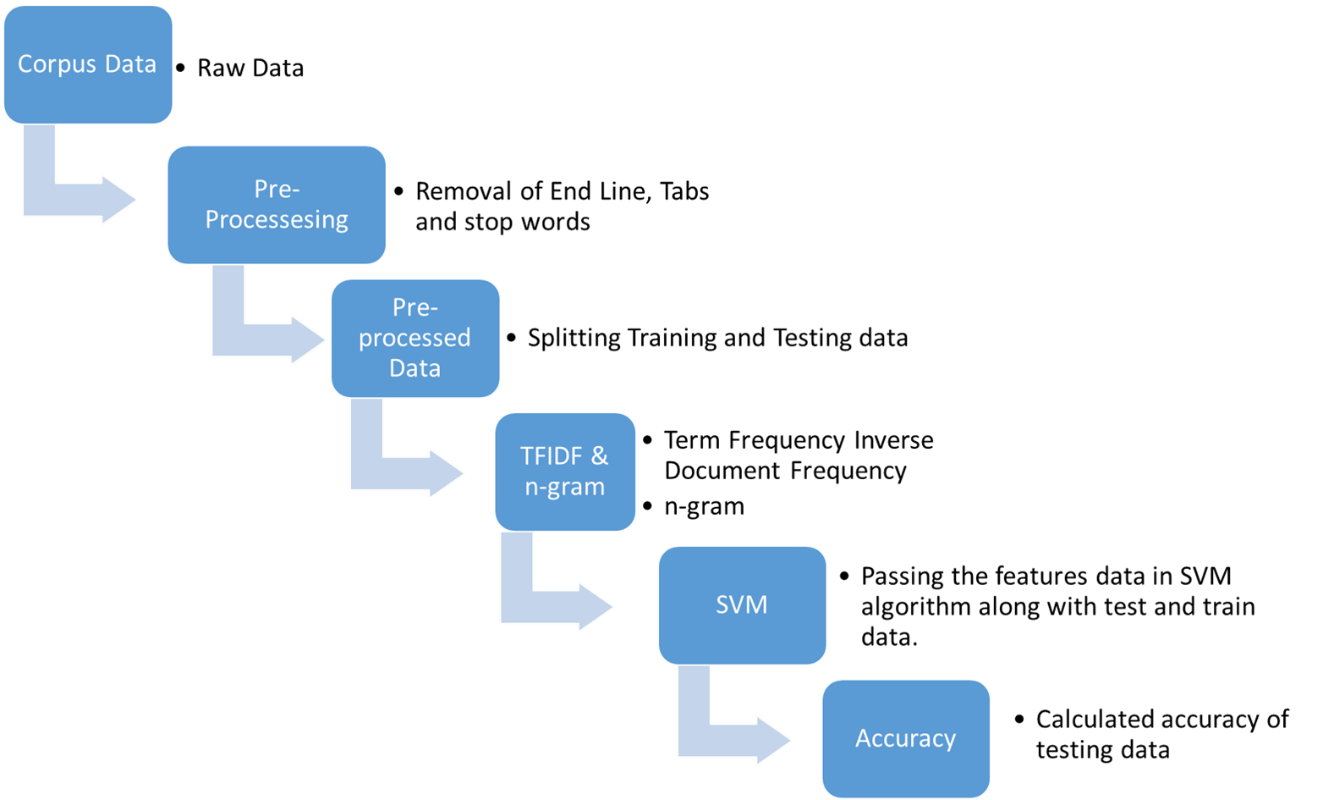 Corpus Data
• Raw Data
Pre-
Processesing
• Removal of End Line, Tabs
and stop words
Pre-
processed
Data
• Splitting Training and Testing data
TFIDF &
n-gram
• Term Frequency Inverse
Document Frequency
• n-gram
SVM
• Passing the features data in SVM
algorithm along with test and train
data.
Accuracy
• Calculated accuracy of
testing data